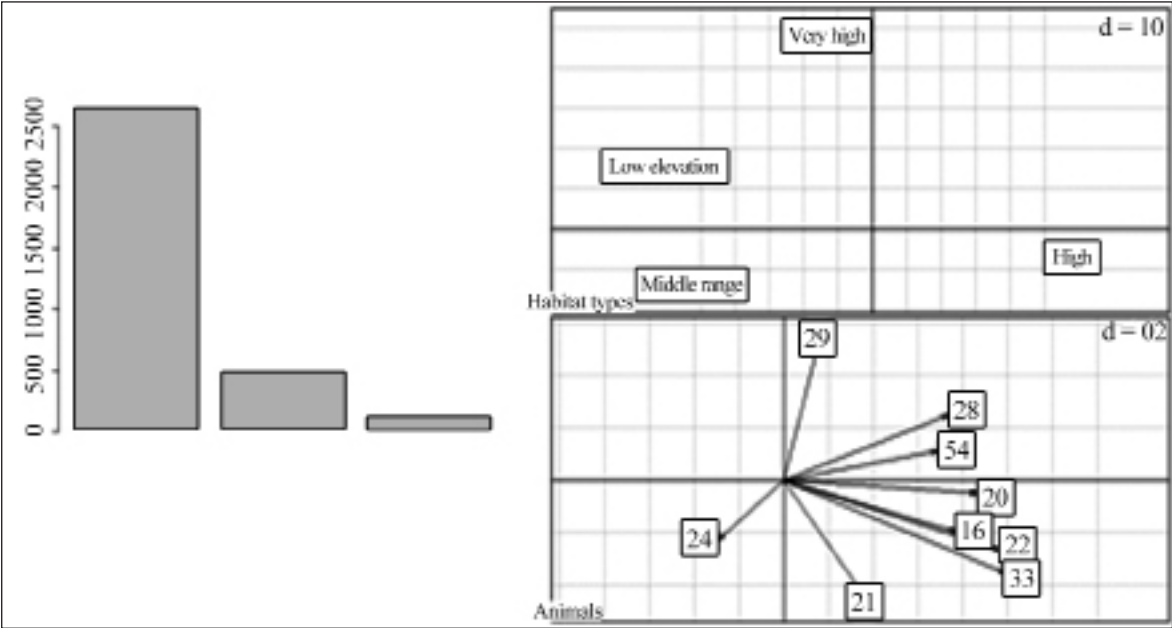 2500
2000
1500
1000
500
0
Very high
d = 10
Low elevation
High
Middle range
Habitat types
29
d = 02
28
54
20
16
22
24
33
21
Animals